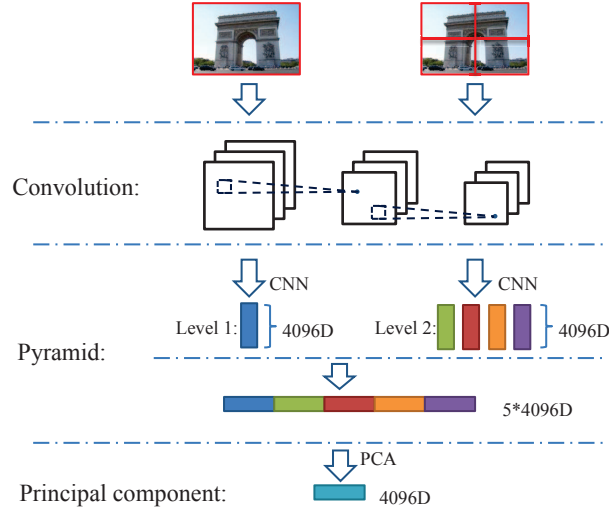 Convolution:
CNN
CNN
Level 1:
4096D
Level 2:
4096D
Pyramid:
5*4096D
PCA
Principal component:
4096D